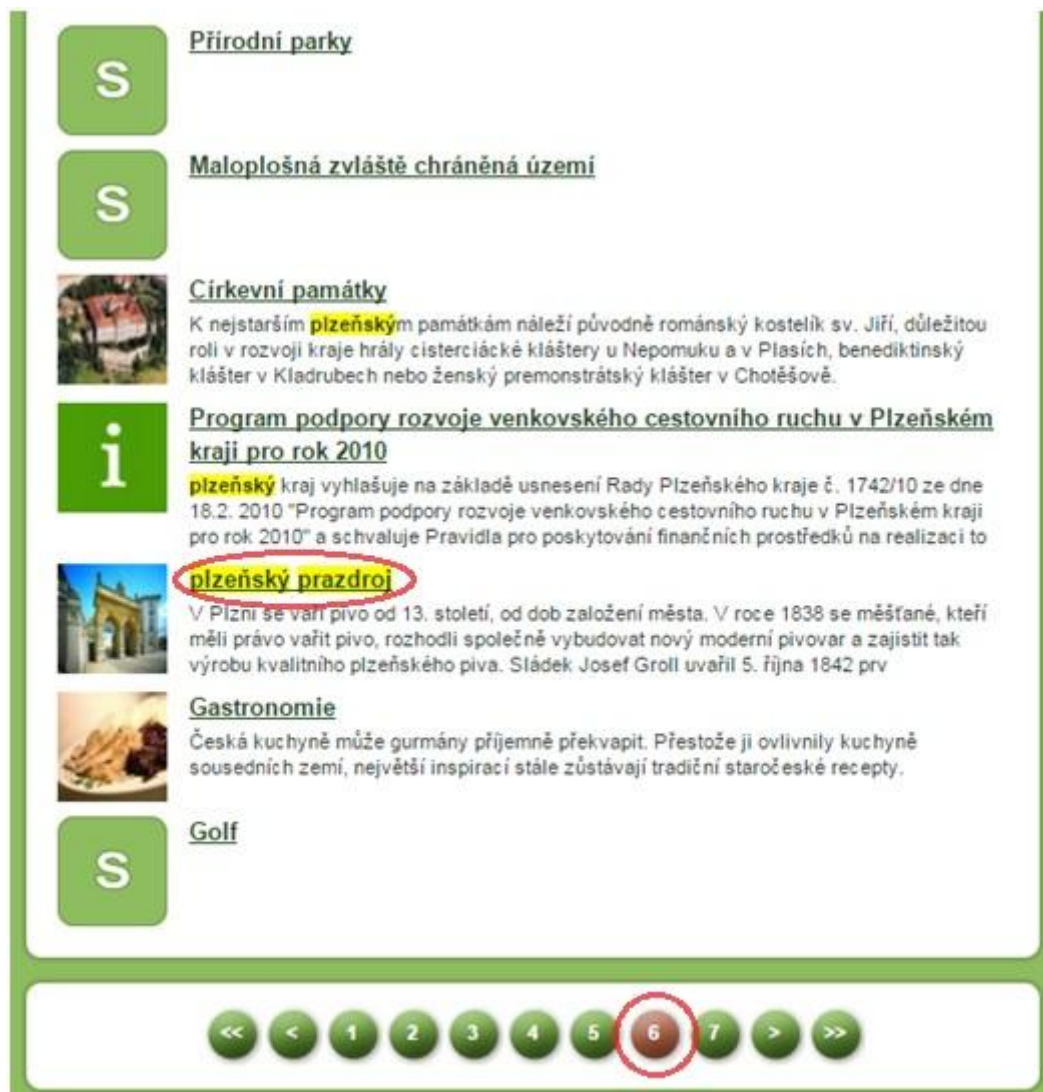 S
Přírodní parky
S
Maloplošná zvláště chráněná území
Církevní památky
K nejstarším plzeňským památkám náleží původně románský kostelík sv. Jiří, důležitou
roli v rozvoji kraje hrály cisterciácké kláštery u Nepomuku a v Plasích, benediktinský
klášter v Kladrubech nebo ženský premonstrátský klášter v Chotěšově.
i
Program podpory rozvoje venkovského cestovního ruchu v Plzeňském
kraji pro rok 2010
plzeňský kraj vyhlašuje na základě usnesení Rady Plzeňského kraje č. 1742/10 ze dne
18.2. 2010 "Program podpory rozvoje venkovského cestovního ruchu v Plzeňském kraji
pro rok 2010" a schvaluje Pravidla pro poskytování finančních prostředků na realizaci to
plzeňský prazdroj
V Plzni se vaří pivo od 13. století, od dob založení města. V roce 1838 se měšťané, kteří
měli právo vařit pivo, rozhodli společně vybudovat nový moderní pivovar a zajistit tak
výrobu kvalitního plzeňského piva. Sládek Josef Groll uvařil 5. října 1842 prv
Gastronomie
Česká kuchyně může gurmány příjemně překvapit. Přestože ji ovlivnily kuchyně
sousedních zemí, největší inspirací stále zůstávají tradiční staročeské recepty.
S
Golf
<< < 1 2 3 4 5 6 7 > >>